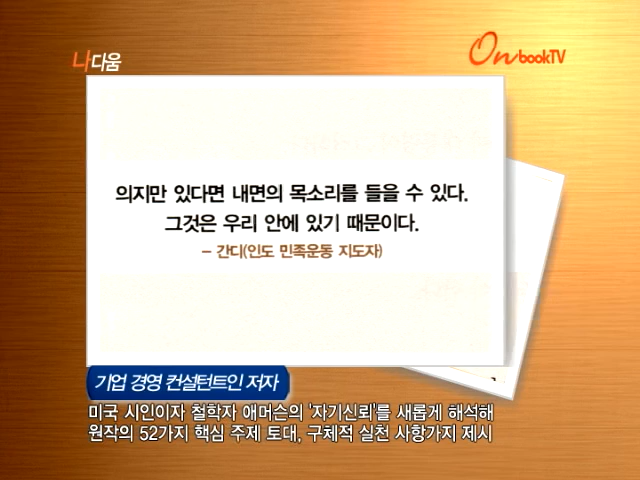 나다움
On bookTV
의지만 있다면 내면의 목소리를 들을 수 있다.
그것은 우리 안에 있기 때문이다.
- 간디(인도 민족운동 지도자)
기업 경영 컨설턴트인 저자
미국 시인이자 철학자 애머슨의 '자기신뢰'를 새롭게 해석해
원작의 52가지 핵심 주제 토대, 구체적 실천 사항까지 제시